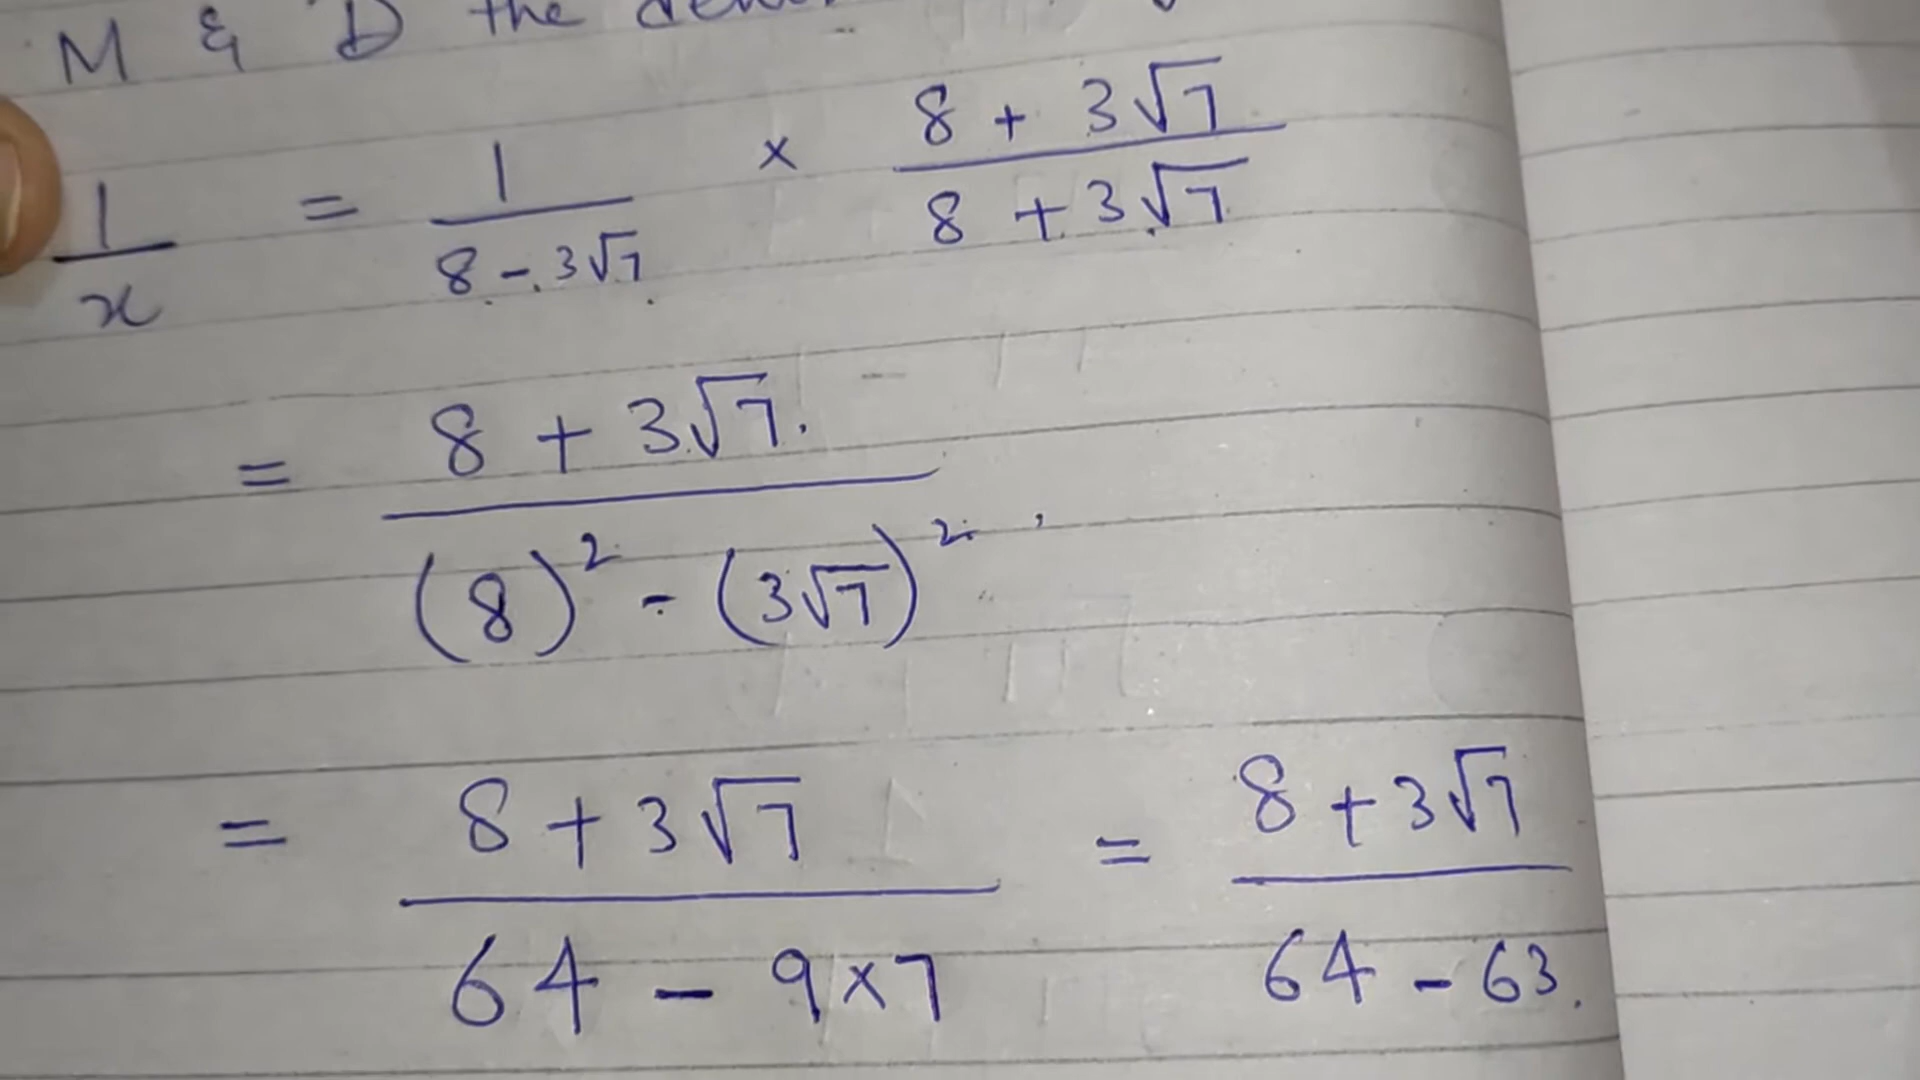 M & D the
1/x = 1/(8 - 3√7) × (8 + 3√7)/(8 + 3√7)
= (8 + 3√7)/((8)² - (3√7)²)
= (8 + 3√7)/(64 - 9×7) = (8 + 3√7)/(64 - 63)